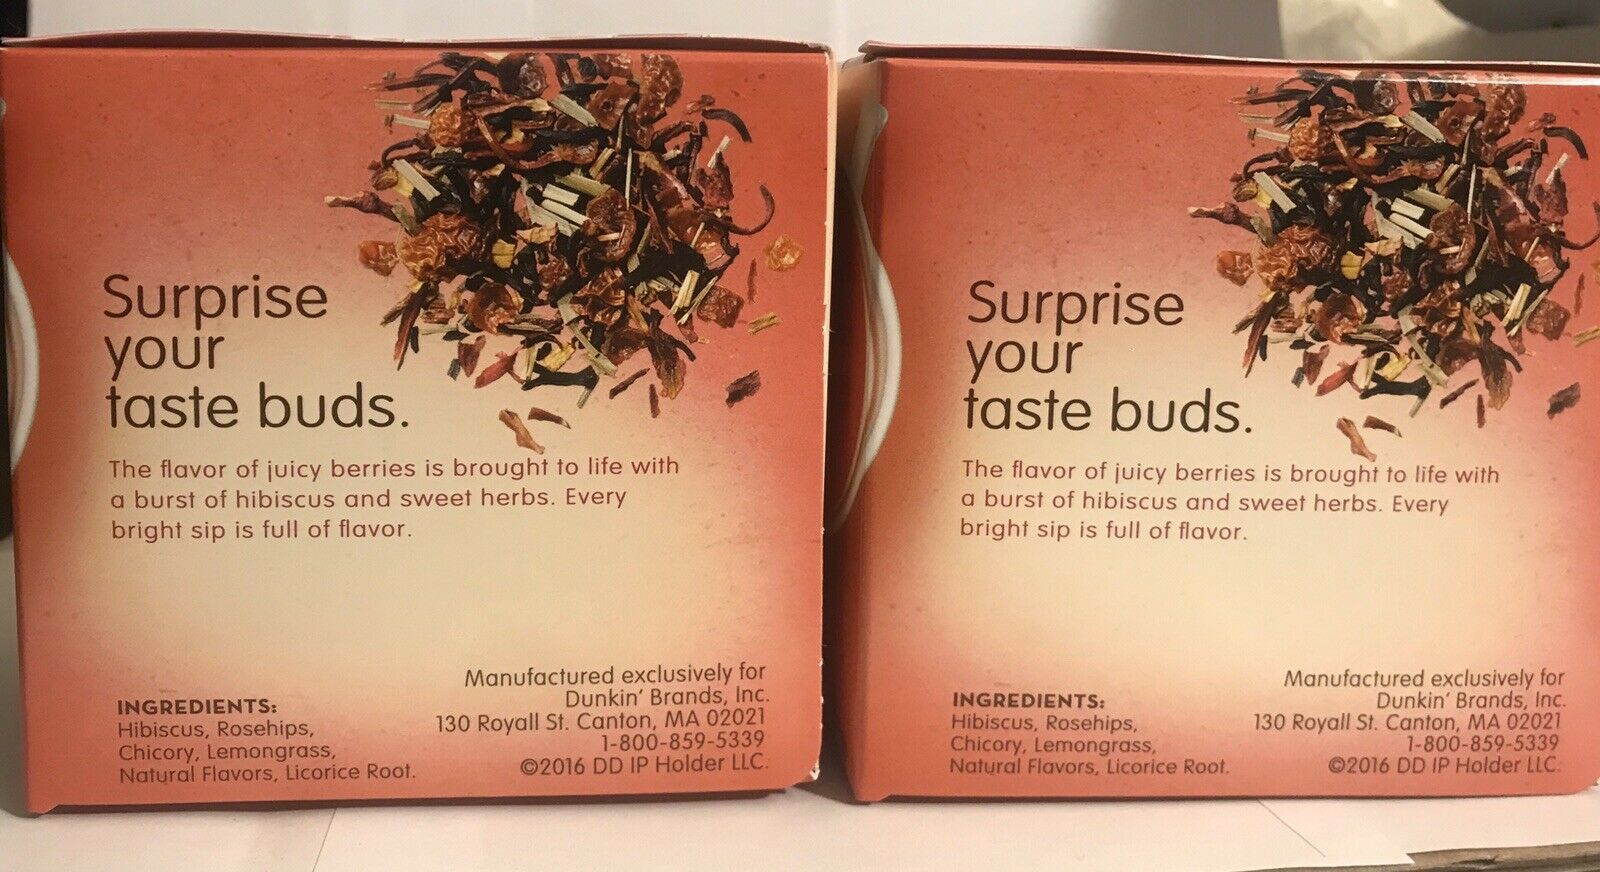 Surprise
your
taste buds.
The flavor of juicy berries is brought to life with
a burst of hibiscus and sweet herbs. Every
bright sip is full of flavor.
INGREDIENTS:
Hibiscus, Rosehips,
Chicory, Lemongrass,
Natural Flavors, Licorice Root.
Manufactured exclusively for
Dunkin' Brands, Inc.
130 Royall St. Canton, MA 02021
1-800-859-5339
©2016 DD IP Holder LLC.
Surprise
your
taste buds.
The flavor of juicy berries is brought to life with
a burst of hibiscus and sweet herbs. Every
bright sip is full of flavor.
INGREDIENTS:
Hibiscus, Rosehips,
Chicory, Lemongrass,
Natural Flavors, Licorice Root.
Manufactured exclusively for
Dunkin' Brands, Inc.
130 Royall St. Canton, MA 02021
1-800-859-5339
©2016 DD IP Holder LLC.